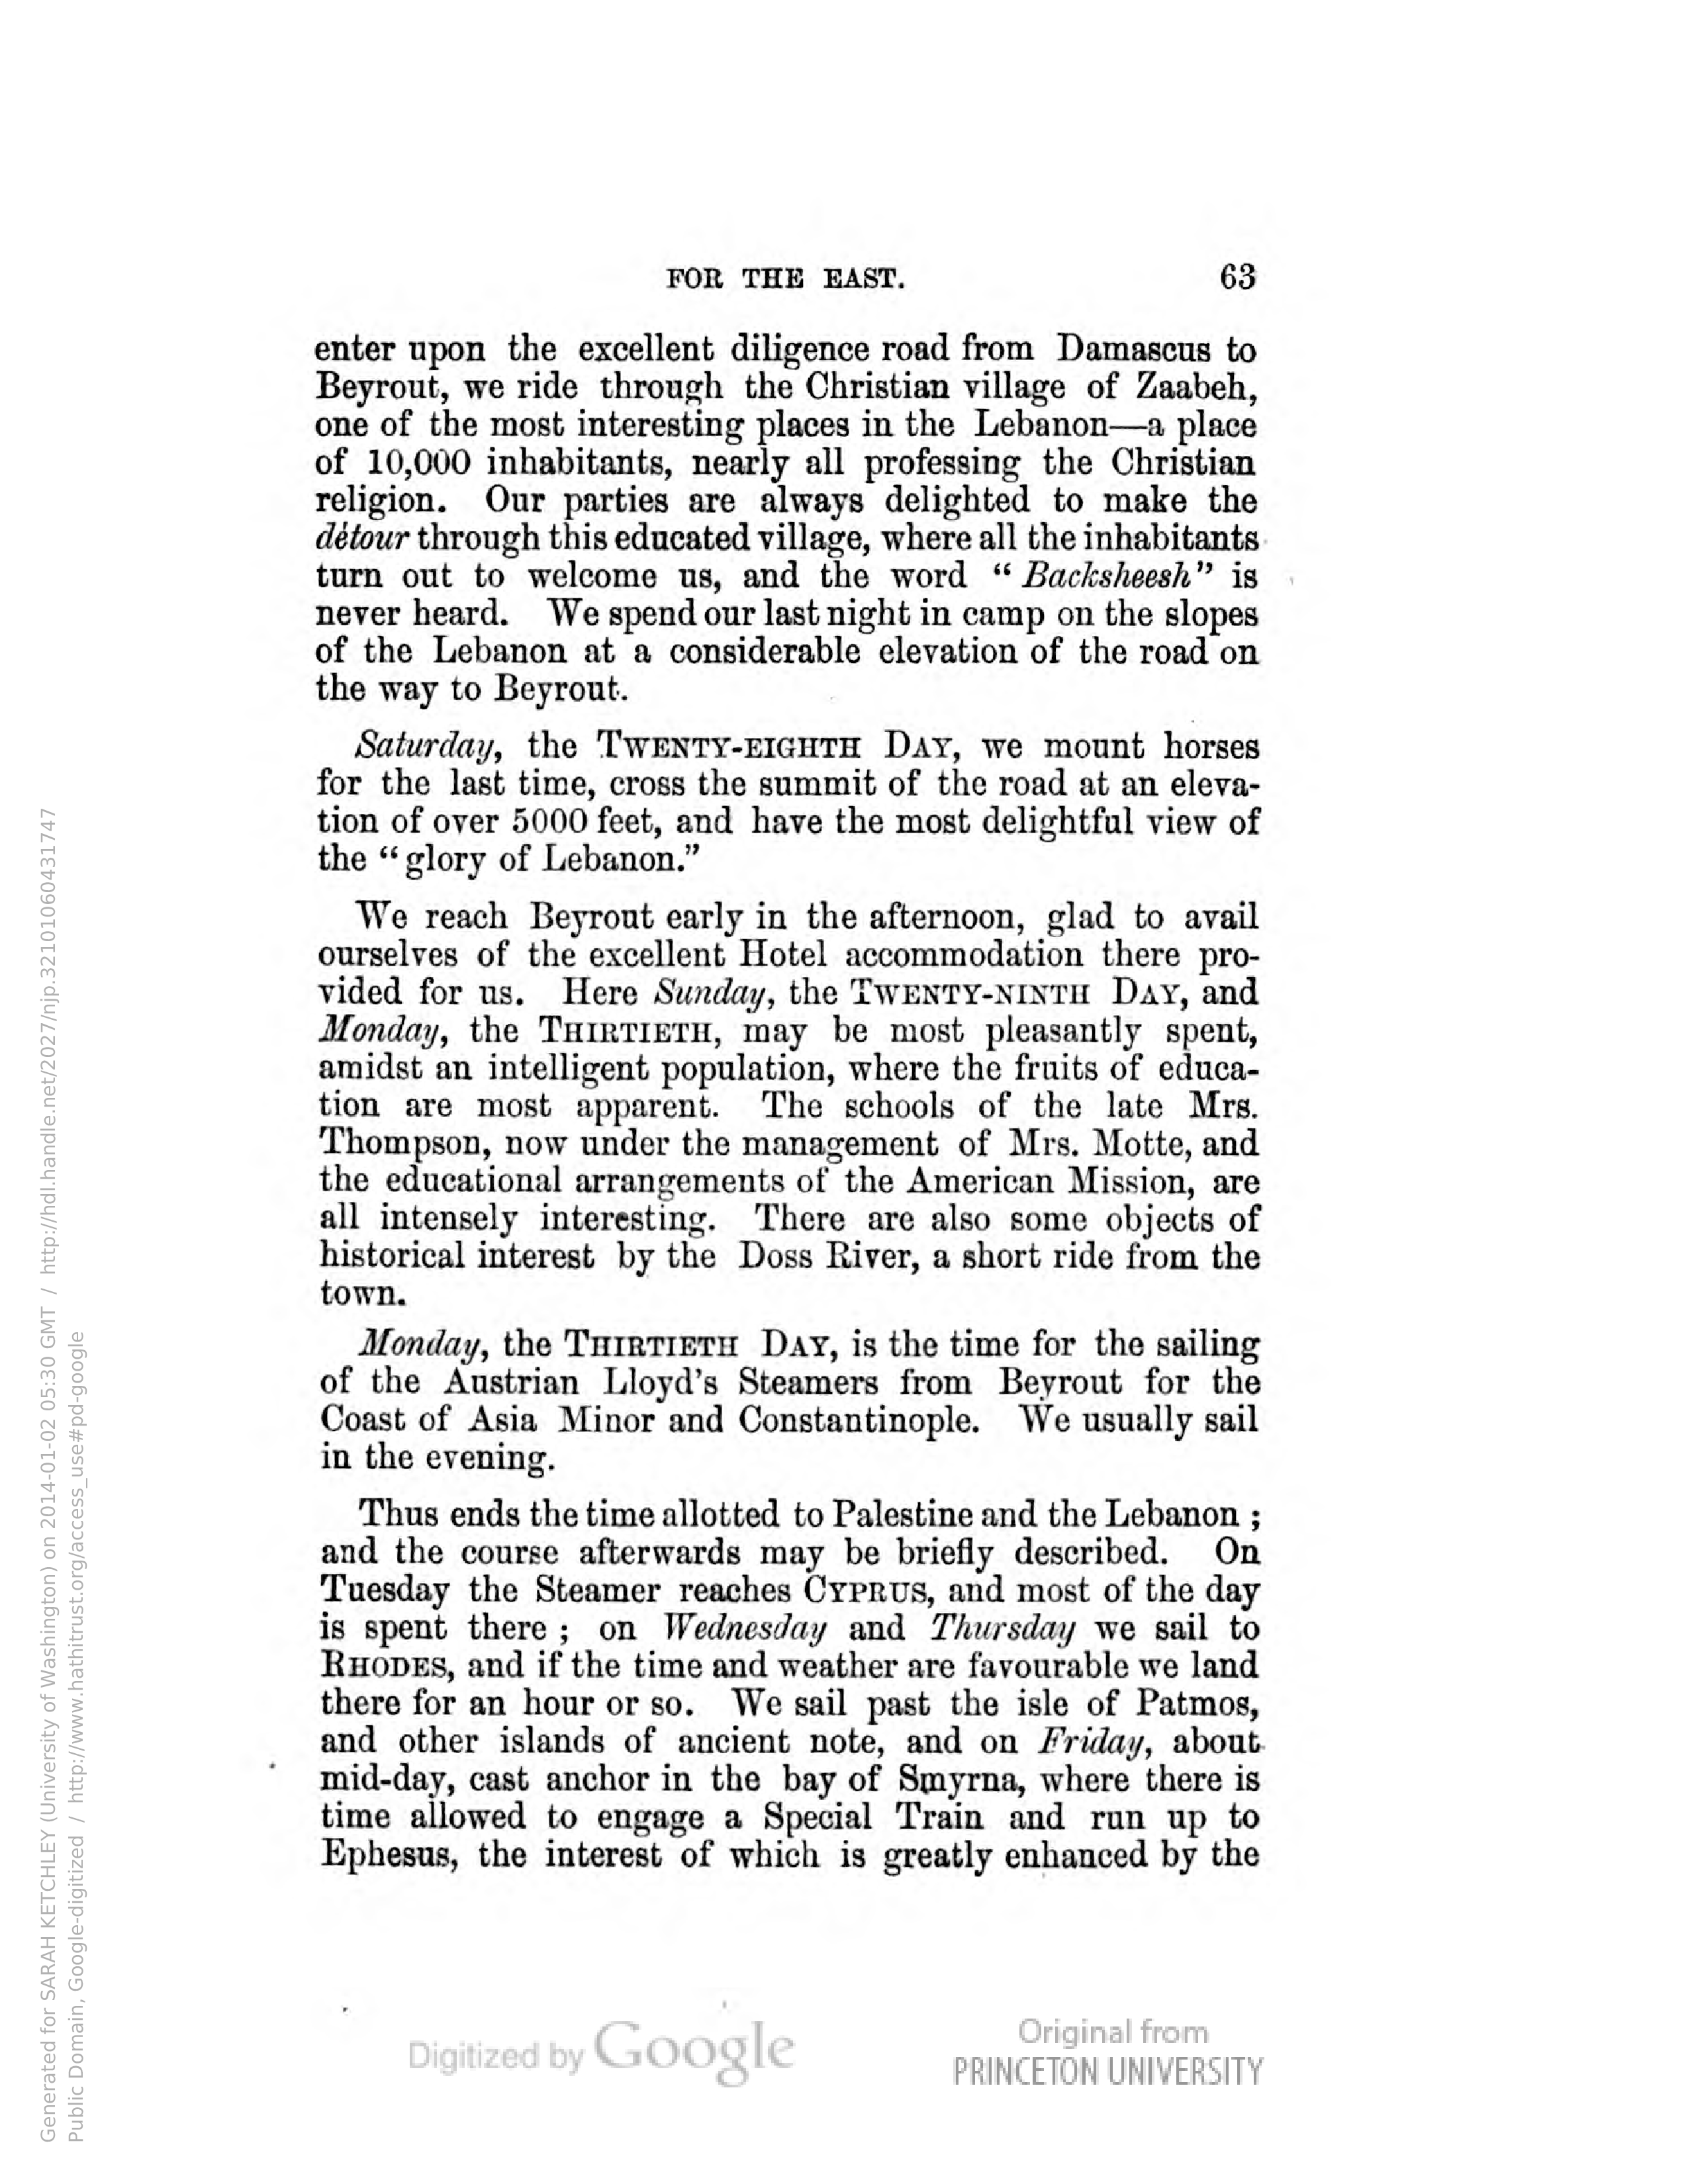 FOR THE EAST. 63
enter upon the excellent diligence road from Damascus to
Beyrout, we ride through the Christian village of Zaabeh,
one of the most interesting places in the Lebanon—a place
of 10,000 inhabitants, nearly all professing the Christian
religion. Our parties are always delighted to make the
détour through this educated village, where all the inhabitants
turn out to welcome us, and the word “Backsheesh” is
never heard. We spend our last night in camp on the slopes
of the Lebanon at a considerable elevation of the road on
the way to Beyrout.
Saturday, the TWENTY-EIGHTH DAY, we mount horses
for the last time, cross the summit of the road at an eleva-
tion of over 5000 feet, and have the most delightful view of
the “glory of Lebanon.”
We reach Beyrout early in the afternoon, glad to avail
ourselves of the excellent Hotel accommodation there pro-
vided for us. Here Sunday, the TWENTY-NINTH DAY, and
Monday, the THIRTIETH, may be most pleasantly spent,
amidst an intelligent population, where the fruits of educa-
tion are most apparent. The schools of the late Mrs.
Thompson, now under the management of Mrs. Motte, and
the educational arrangements of the American Mission, are
all intensely interesting. There are also some objects of
historical interest by the Doss River, a short ride from the
town.
Monday, the THIRTIETH DAY, is the time for the sailing
of the Austrian Lloyd’s Steamers from Beyrout for the
Coast of Asia Minor and Constantinople. We usually sail
in the evening.
Thus ends the time allotted to Palestine and the Lebanon ;
and the course afterwards may be briefly described. On
Tuesday the Steamer reaches CYPRUS, and most of the day
is spent there ; on Wednesday and Thursday we sail to
RHODES, and if the time and weather are favourable we land
there for an hour or so. We sail past the isle of Patmos,
and other islands of ancient note, and on Friday, about
mid-day, cast anchor in the bay of Smyrna, where there is
time allowed to engage a Special Train and run up to
Ephesus, the interest of which is greatly enhanced by the
Digitized by Google
Original from
PRINCETON UNIVERSITY
Generated for SARAH KETCHLEY (University of Washington) on 2014-01-02 05:30 GMT / http://hdl.handle.net/2027/njp.32101060431747
Public Domain, Google-digitized / http://www.hathitrust.org/access_use#pd-google